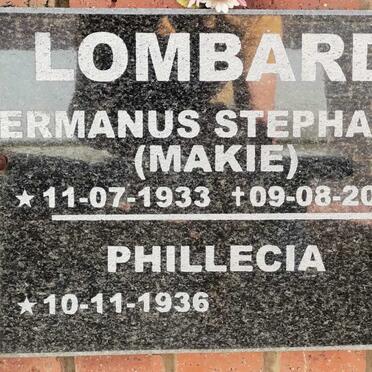 LOMBARD
ERMANUS STEPHA
(MAKIE)
★11-07-1933 †09-08-20
PHILLECIA
★10-11-1936